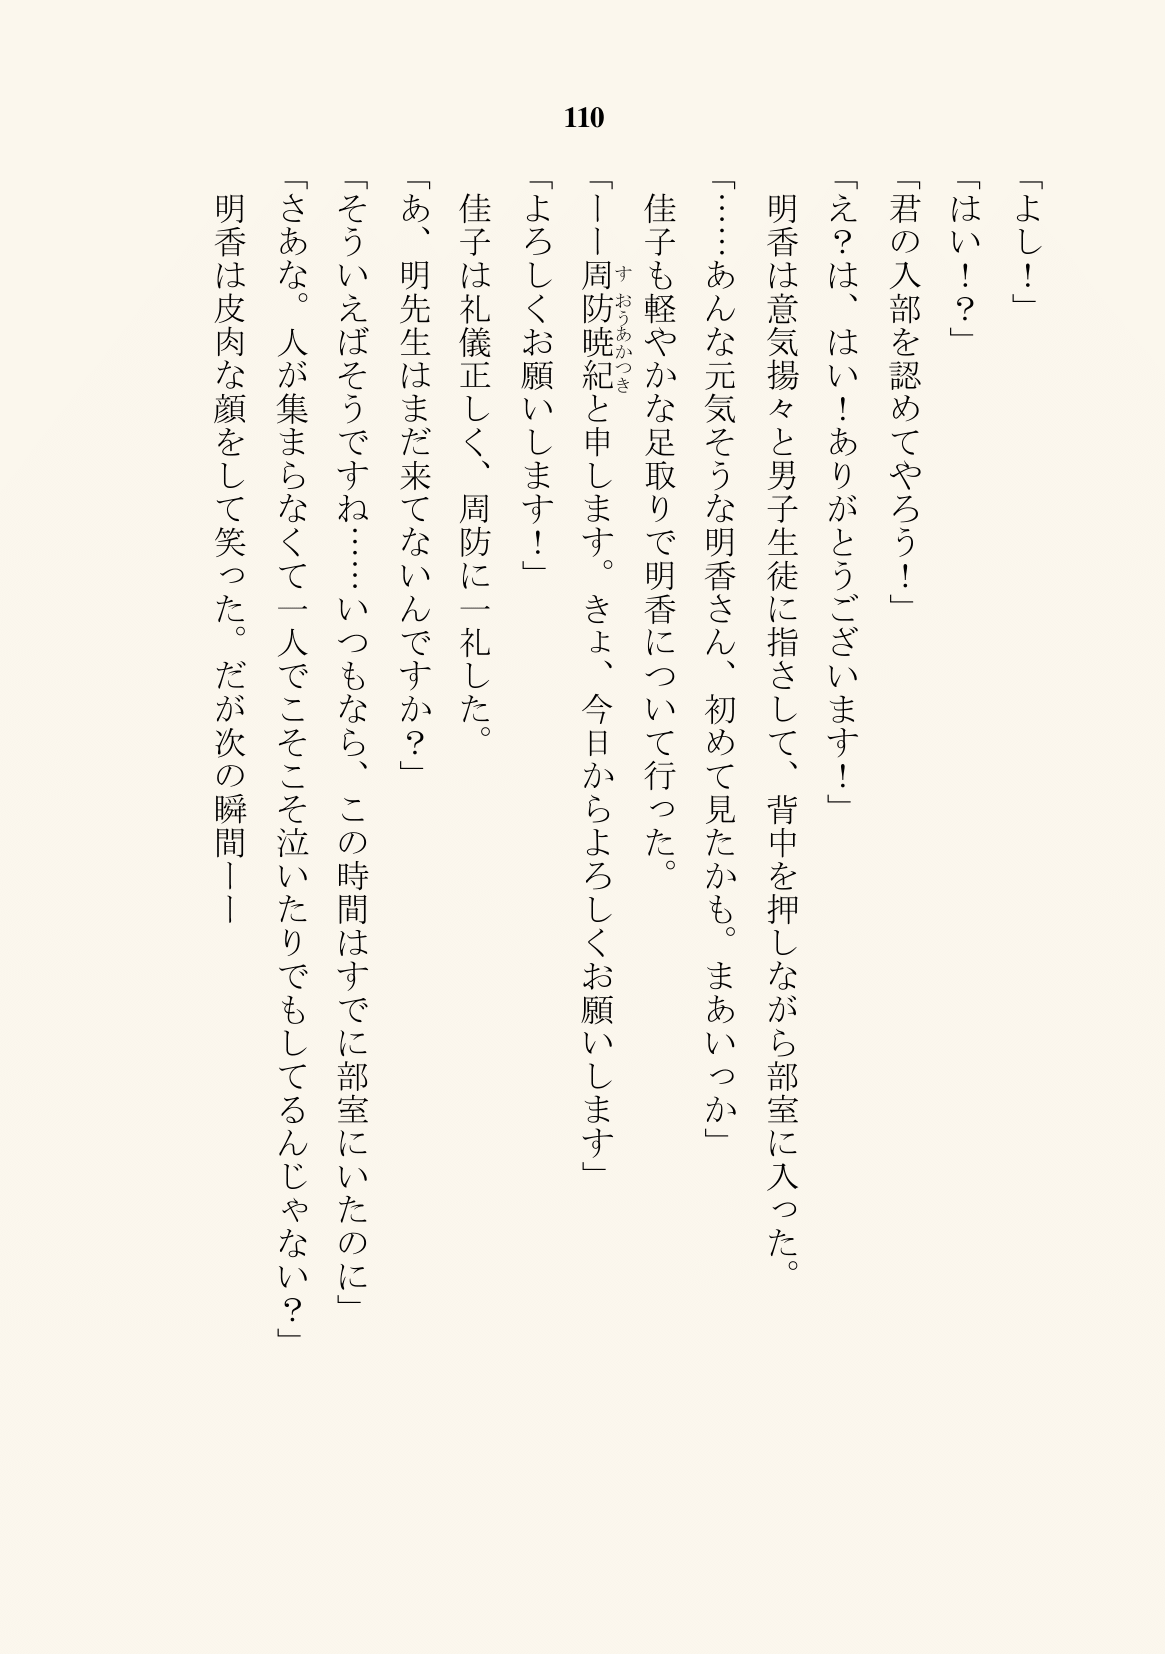 110
「よし！」
「はい！？」
「君の入部を認めてやろう！」
「え？は、はい！ありがとうございます！」
明香は意気揚々と男子生徒に指さして、背中を押しながら部室に入った。
「……あんな元気そうな明香さん、初めて見たかも。まあいっか」
佳子も軽やかな足取りで明香について行った。
「ーー周防暁紀と申します。きょ、今日からよろしくお願いします」
すおうあかつき
「よろしくお願いします！」
佳子は礼儀正しく、周防に一礼した。
「あ、明先生はまだ来てないんですか？」
「そういえばそうですね……いつもなら、この時間はすでに部室にいたのに」
「さあな。人が集まらなくて一人でこそこそ泣いたりでもしてるんじゃない？」
明香は皮肉な顔をして笑った。だが次の瞬間ーー